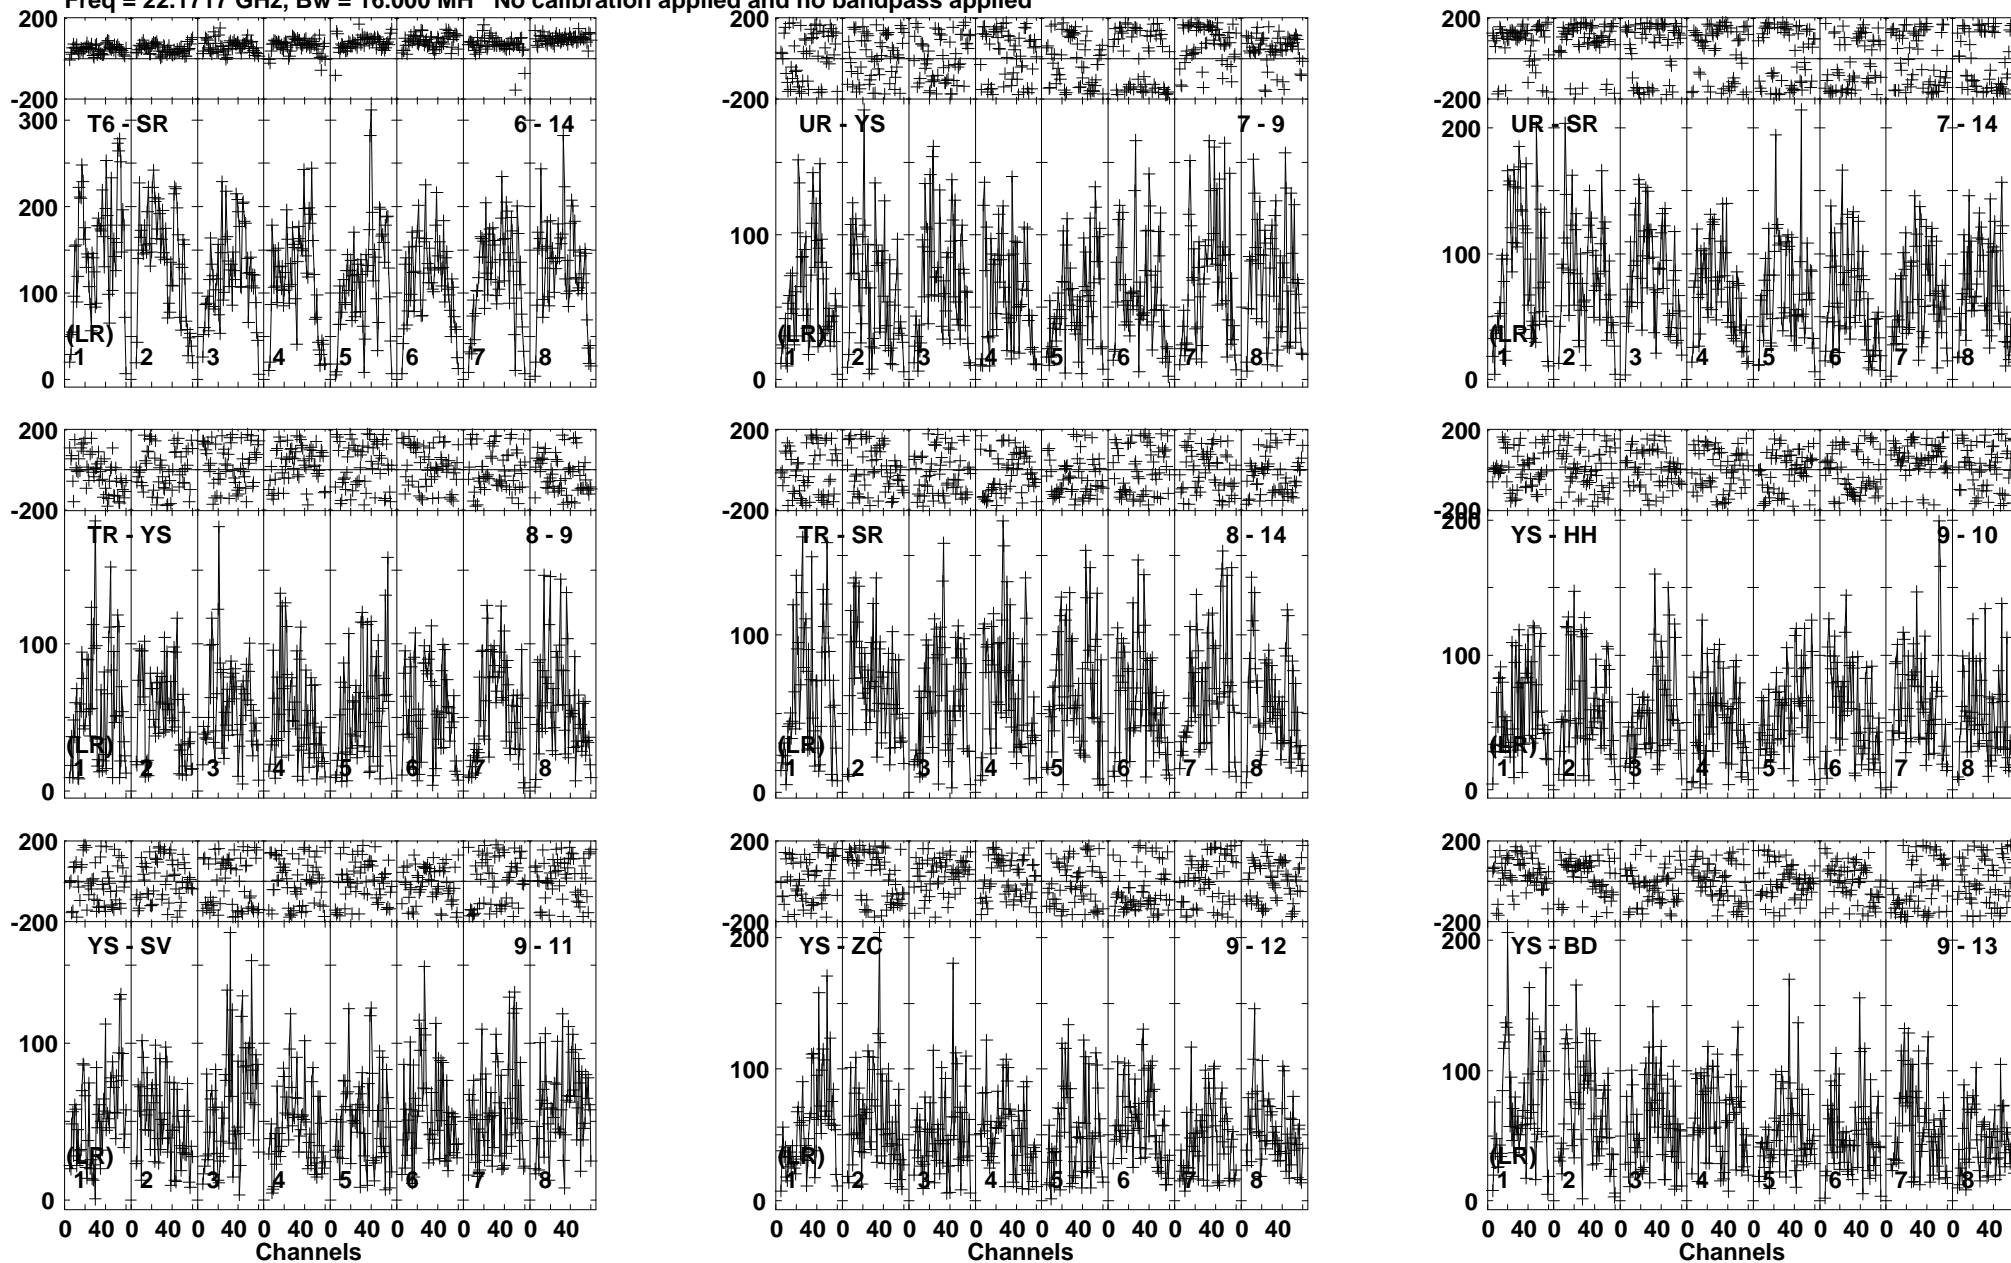 Freq = 22.1717 GHz, Bw = 16.000 MH No calibration applied and no bandpass applied
200
-200
300
200
100
0
T6 - SR 6 - 14
(LR)
1 2 3 4 5 6 7 8
200
-200
100
0
UR - YS 7 - 9
(LR)
1 2 3 4 5 6 7 8
200
-200
200
100
0
UR - SR 7 - 14
(LR)
1 2 3 4 5 6 7 8
200
-200
100
0
TR - YS 8 - 9
(LR)
1 2 3 4 5 6 7 8
200
-200
100
0
TR - SR 8 - 14
(LR)
1 2 3 4 5 6 7 8
200
-200
200
100
0
YS - HH 9 - 10
(LR)
1 2 3 4 5 6 7 8
200
-200
100
0
YS - SV 9 - 11
(LR)
1 2 3 4 5 6 7 8
0 40 0 40 0 40 0 40 0 40 0 40 0 40 0 40
Channels
200
-200
200
100
0
YS - ZC 9 - 12
(LR)
1 2 3 4 5 6 7 8
0 40 0 40 0 40 0 40 0 40 0 40 0 40 0 40
Channels
200
-200
200
100
0
YS - BD 9 - 13
(LR)
1 2 3 4 5 6 7 8
0 40 0 40 0 40 0 40 0 40 0 40 0 40 0 40
Channels